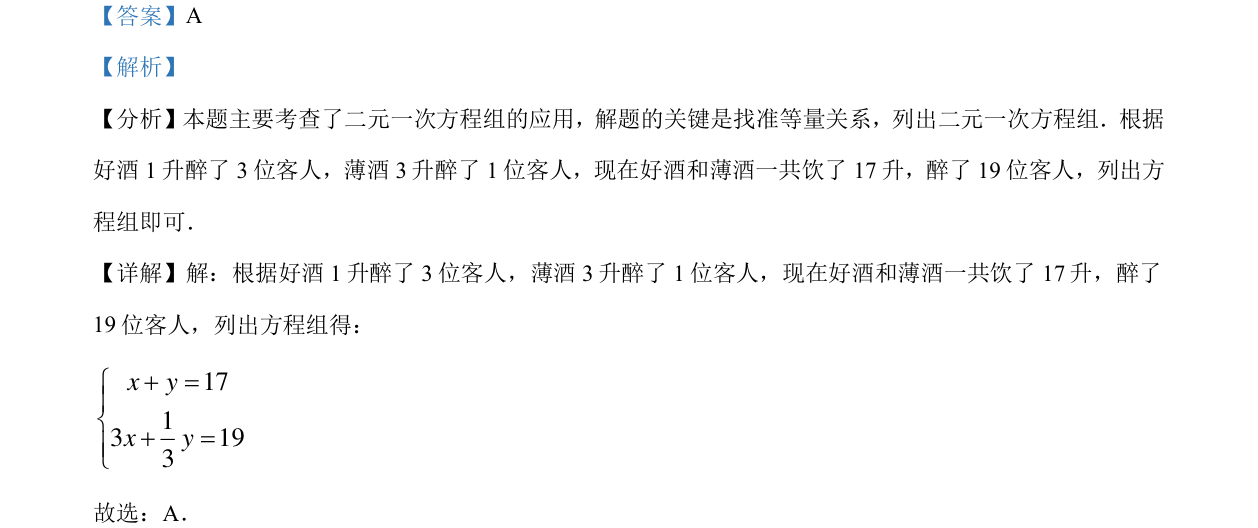 【答案】A
【解析】
【分析】本题主要考查了二元一次方程组的应用，解题的关键是找准等量关系，列出二元一次方程组．根据
好酒 1 升醉了 3 位客人，薄酒 3 升醉了 1 位客人，现在好酒和薄酒一共饮了 17 升，醉了 19 位客人，列出方
程组即可．
【详解】解：根据好酒 1 升醉了 3 位客人，薄酒 3 升醉了 1 位客人，现在好酒和薄酒一共饮了 17 升，醉了
19 位客人，列出方程组得：
{ x + y = 17
3x + 1/3 y = 19
故选：A．